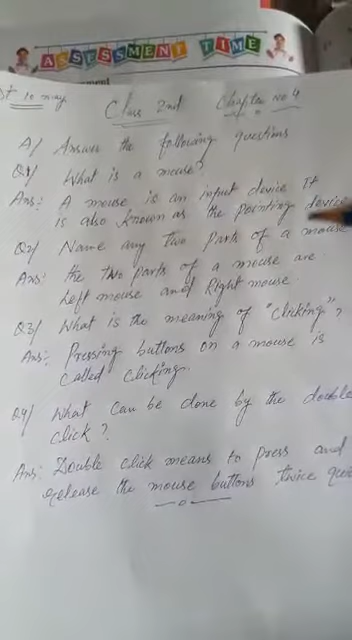 ASSESSMENT TIME
Dt 10 may
Class 2nd Chapter No 4
A/ Answer the following questions
Q1/ What is a mouse?
Ans: A mouse is an input device. It
is also known as the pointing device
Q2/ Name any two parts of a mouse
Ans: the two parts of a mouse are
Left mouse and Right mouse.
Q3/ What is the meaning of "clicking"?
Ans: Pressing buttons on a mouse is
called clicking.
Q4/ What can be done by the double
click?
Ans: Double click means to press and
release the mouse buttons twice